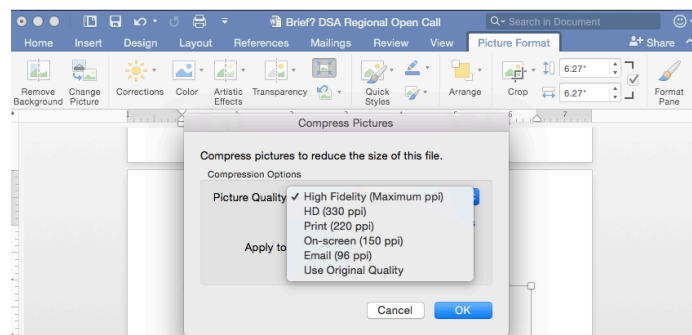 Brief? DSA Regional Open Call
Search in Document
Home Insert Design Layout References Mailings Review View Picture Format Share
Remove Background
Change Picture
Corrections
Color
Artistic Effects
Transparency
Quick Styles
Arrange
Crop
6.27"
6.27"
Format Pane
1
5
6
7
Compress Pictures
Compress pictures to reduce the size of this file.
Compression Options
Picture Quality
✓ High Fidelity (Maximum ppi)
HD (330 ppi)
Print (220 ppi)
On-screen (150 ppi)
Email (96 ppi)
Use Original Quality
Apply to
Cancel OK